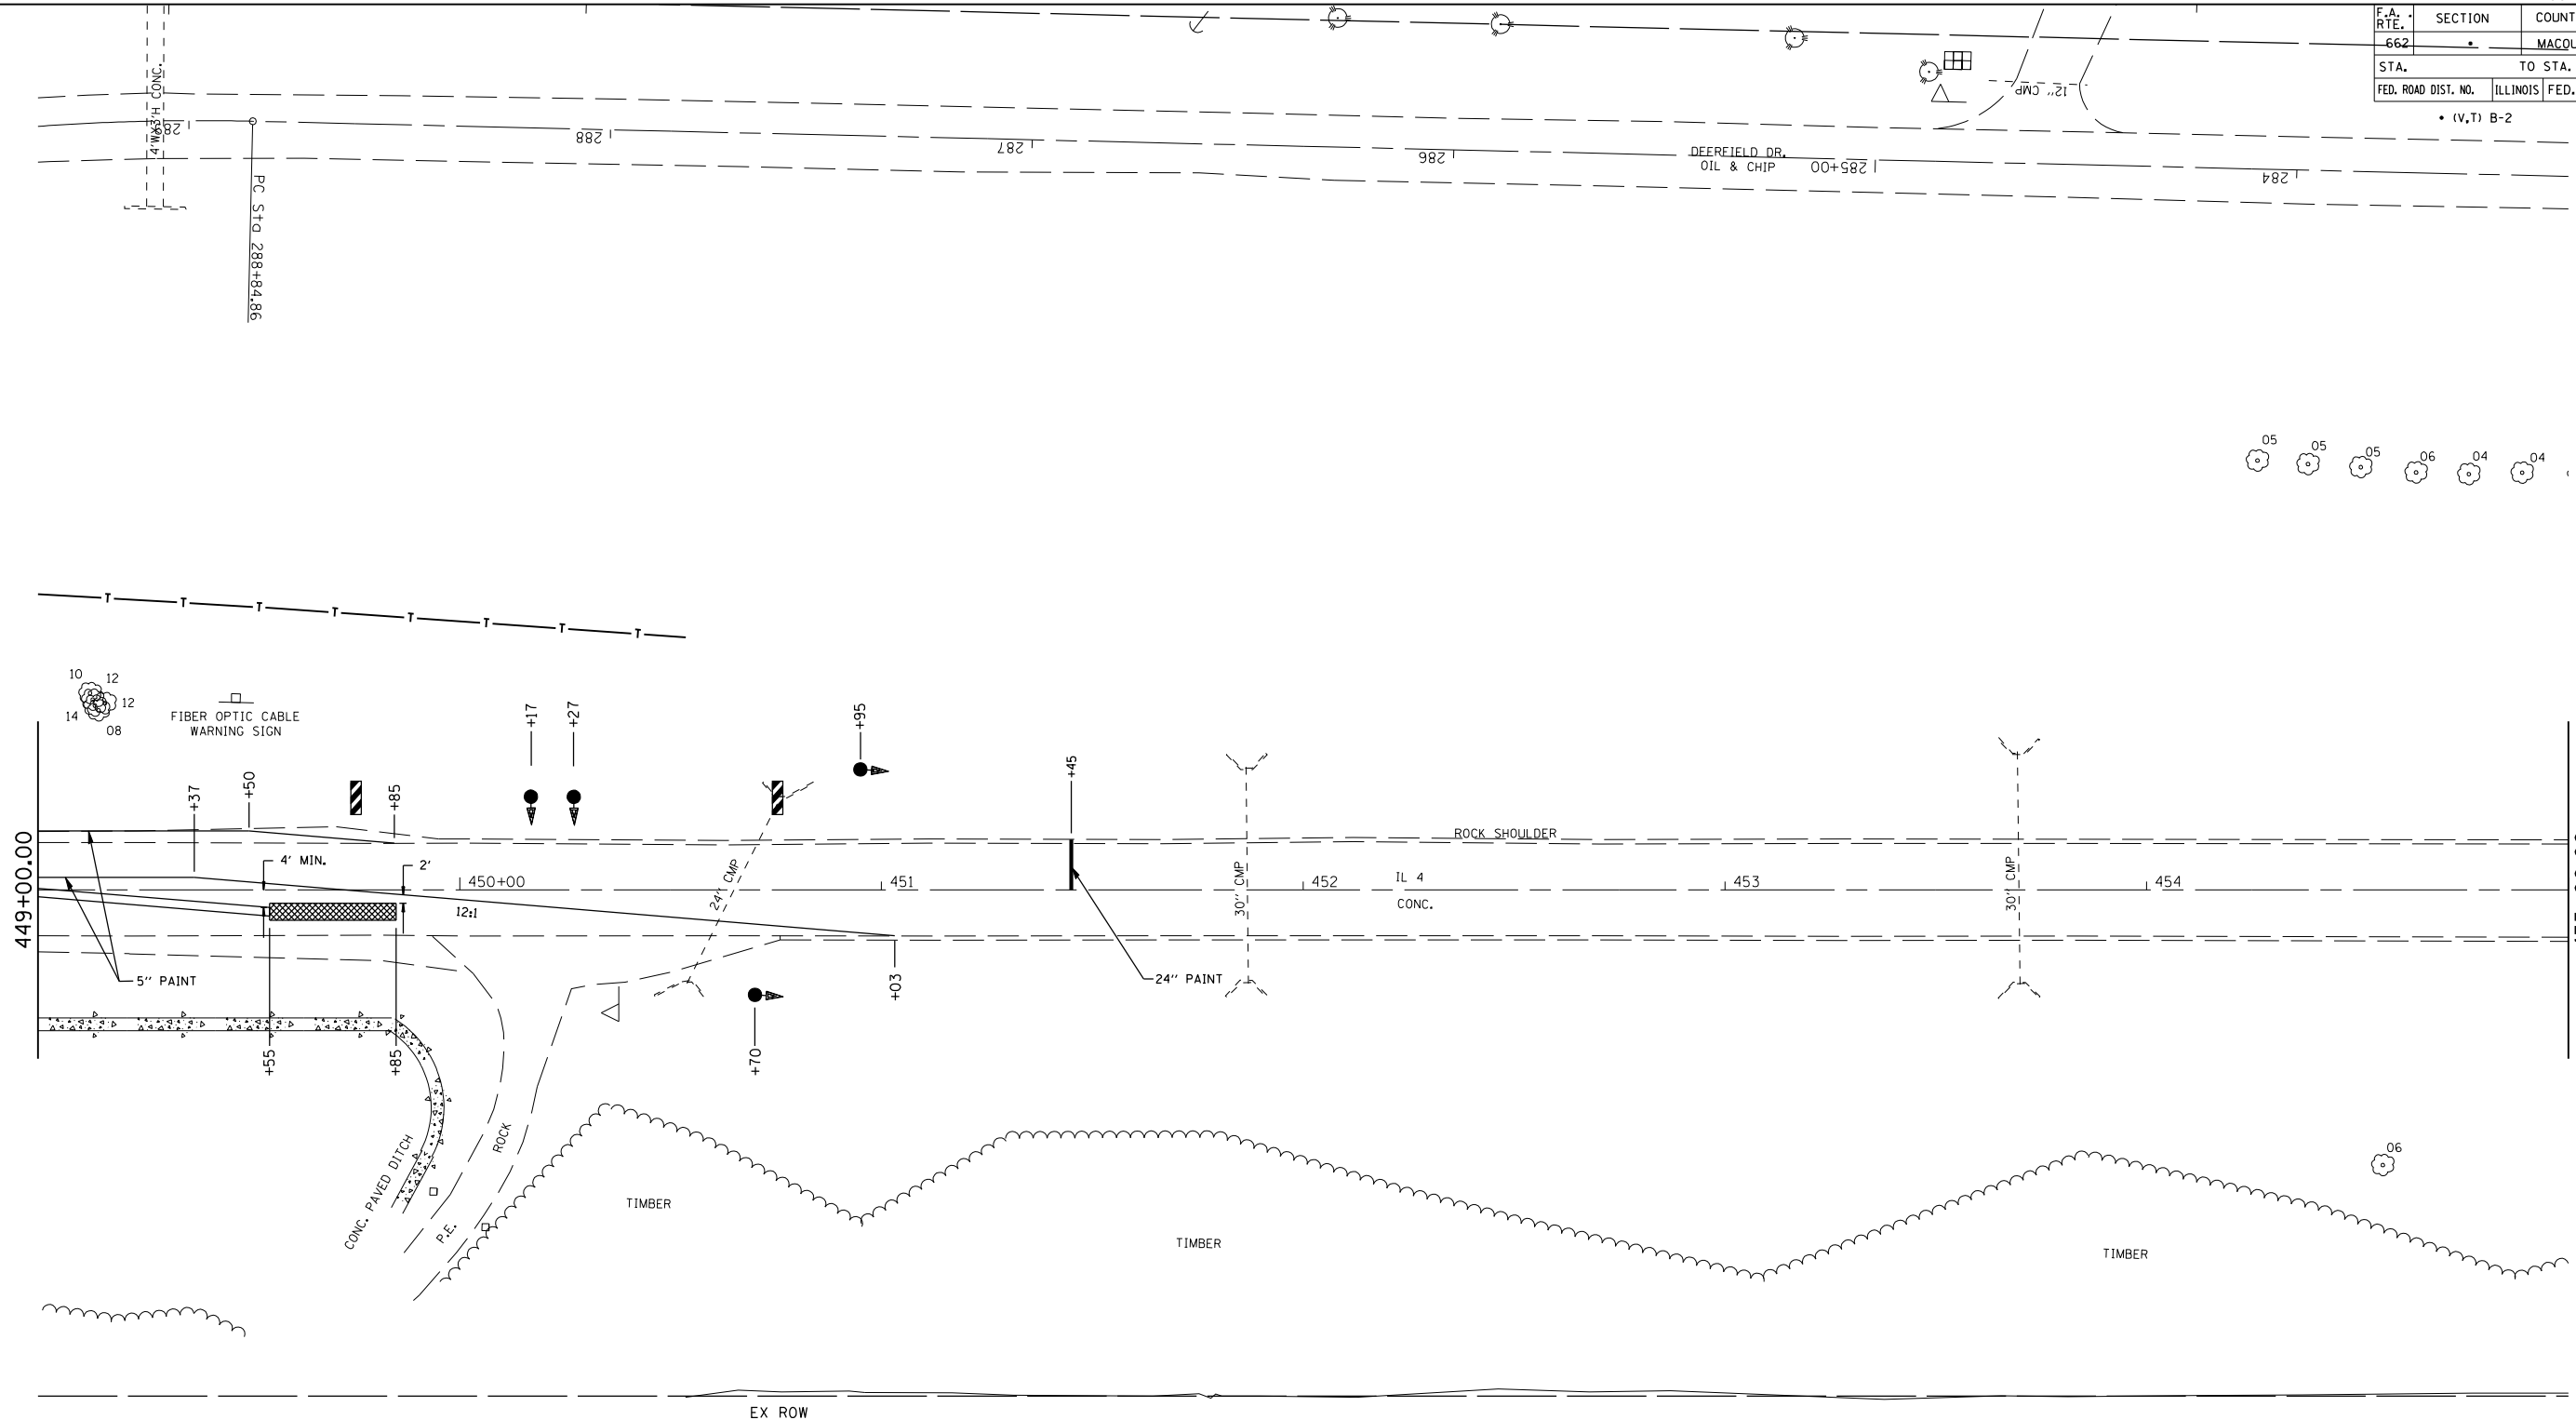 F.A. RTE.
SECTION
662
•
STA.
TO STA.
FED. ROAD DIST. NO.
ILLINOIS
FED.
• (V,T) B-2
4'WX3'H CONC.
289
288
287
286
DEERFIELD DR.
OIL & CHIP
285+00
284
12'' CMP
PC Sta 288+84.86
05
05
05
06
04
04
T T T T T T T T
10
12
12
14
08
FIBER OPTIC CABLE
WARNING SIGN
+17
+27
+95
+37
+50
+85
+45
449+00.00
4' MIN.
2'
450+00
451
452
IL 4
453
454
ROCK SHOULDER
12:1
24'' CMP
30'' CMP
CONC.
30'' CMP
5'' PAINT
24'' PAINT
+03
+55
+85
+70
ROCK
P.E.
CONC. PAVED DITCH
TIMBER
TIMBER
TIMBER
06
EX ROW